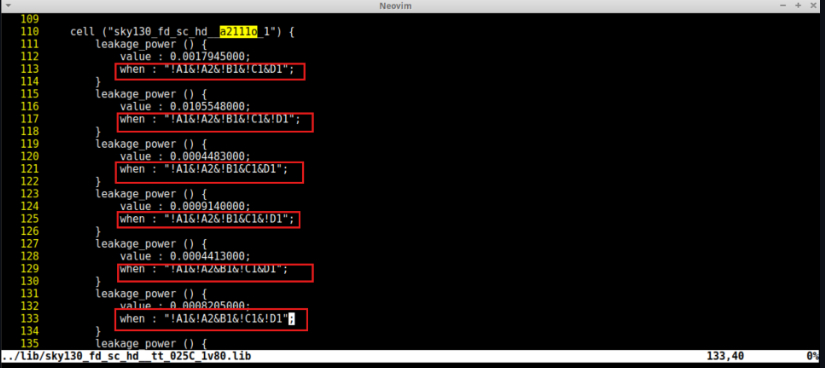 Neovim
109
110 cell ("sky130_fd_sc_hd__a2111o_1") {
111 leakage_power () {
112 value : 0.0017945000;
113 when : "!A1&!A2&!B1&!C1&D1";
114 }
115 leakage_power () {
116 value : 0.0105548000;
117 when : "!A1&!A2&!B1&!C1&!D1";
118 }
119 leakage_power () {
120 value : 0.0004483000;
121 when : "!A1&!A2&!B1&C1&D1";
122 }
123 leakage_power () {
124 value : 0.0009140000;
125 when : "!A1&!A2&!B1&C1&!D1";
126 }
127 leakage_power () {
128 value : 0.0004413000;
129 when : "!A1&!A2&B1&!C1&D1";
130 }
131 leakage_power () {
132 value : 0.0008205000;
133 when : "!A1&!A2&B1&!C1&!D1";
134 }
135 leakage_power () {
../lib/sky130_fd_sc_hd__tt_025C_1v80.lib 133,40 0%